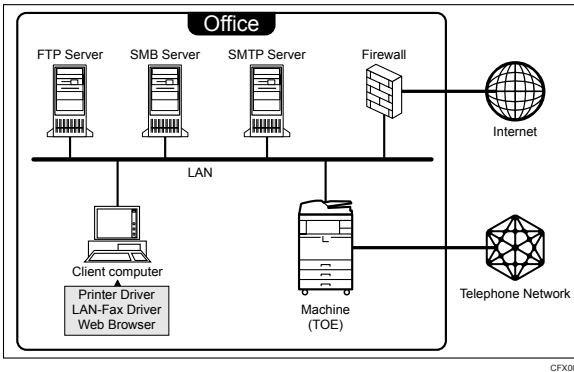 Office
FTP Server
SMB Server
SMTP Server
Firewall
Internet
LAN
Client computer
Printer Driver
LAN-Fax Driver
Web Browser
Machine
(TOE)
Telephone Network